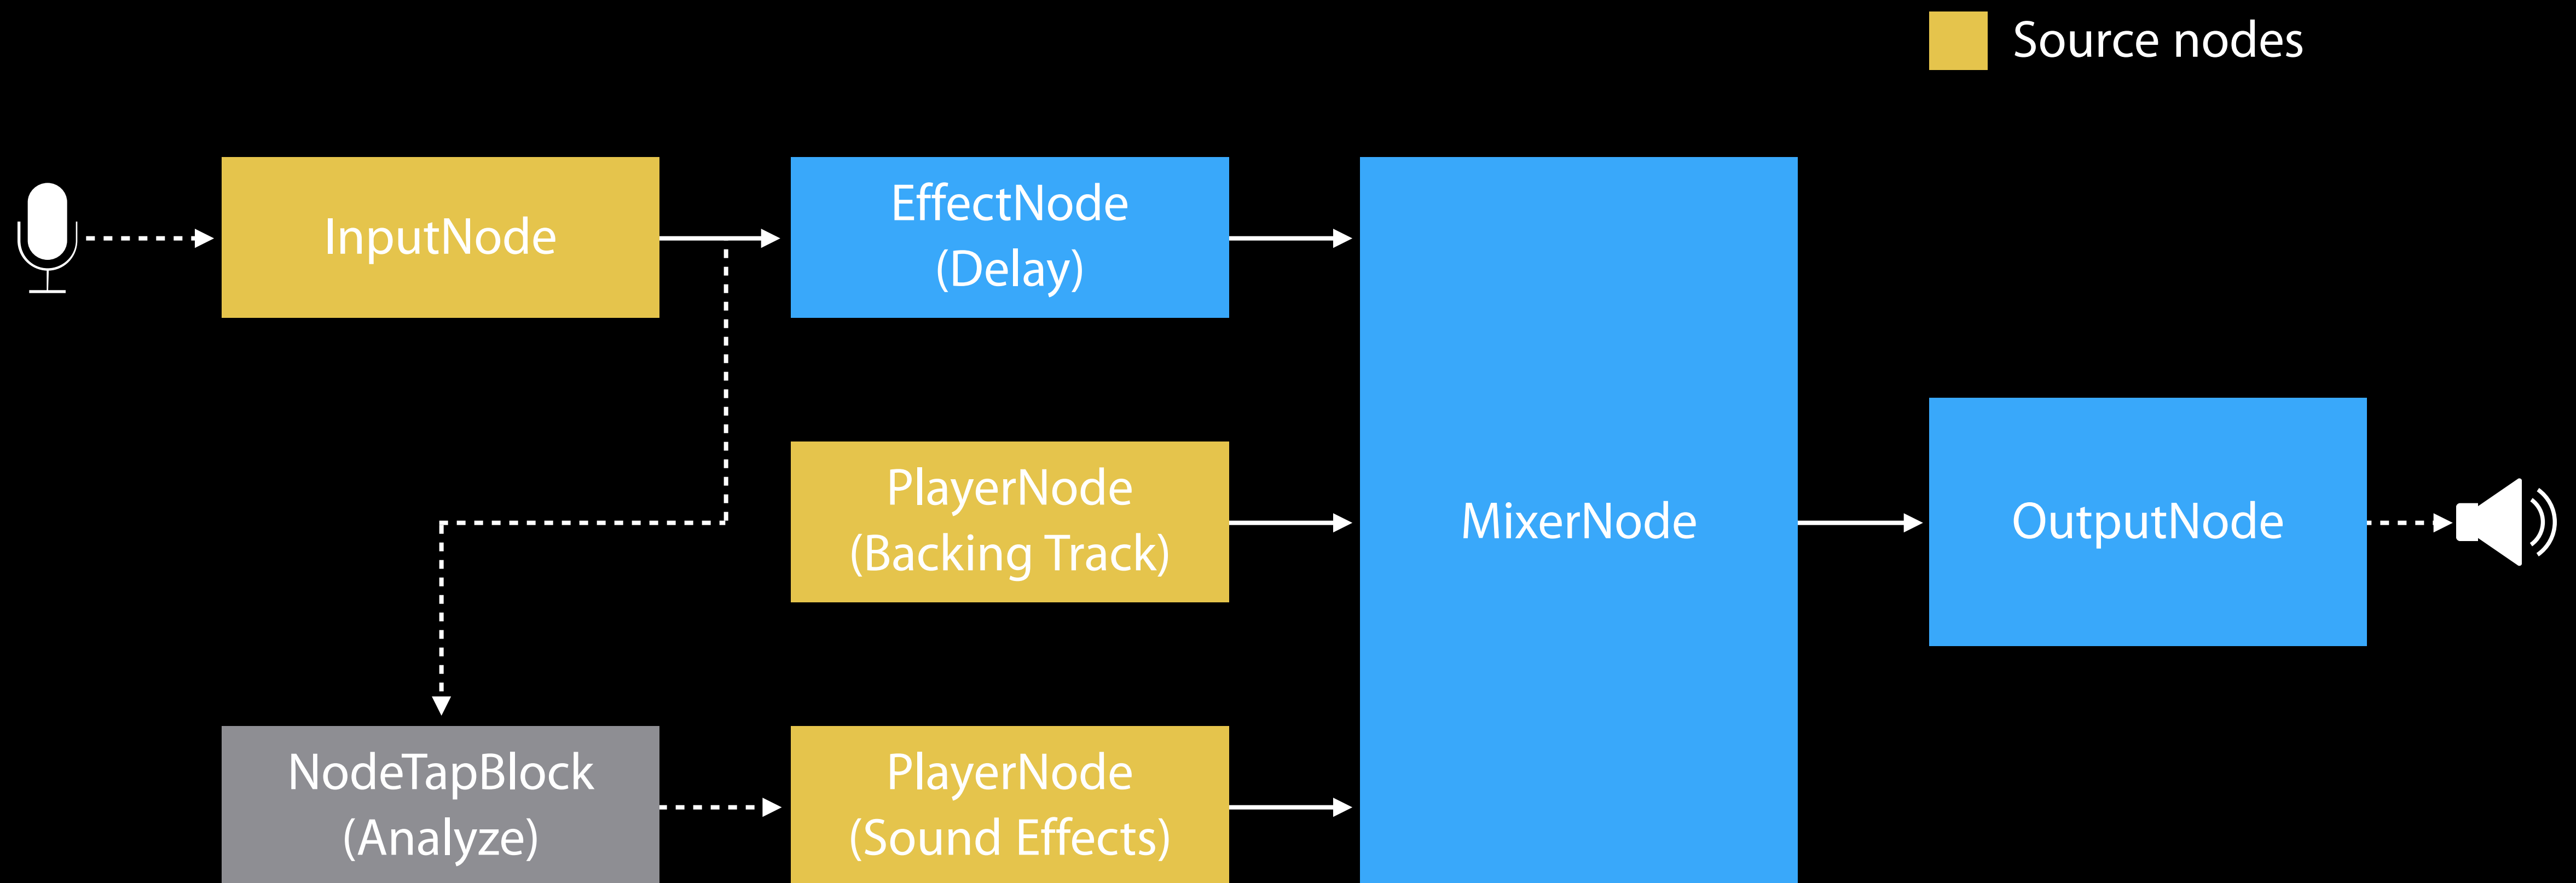 Source nodes
InputNode
EffectNode
(Delay)
PlayerNode
(Backing Track)
MixerNode
OutputNode
NodeTapBlock
(Analyze)
PlayerNode
(Sound Effects)